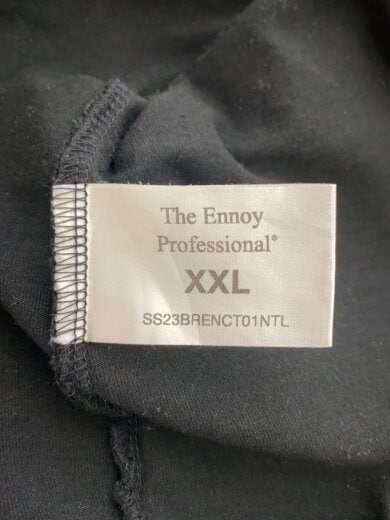 The Ennoy
Professional®
XXL
SS23BRENCT01NTL